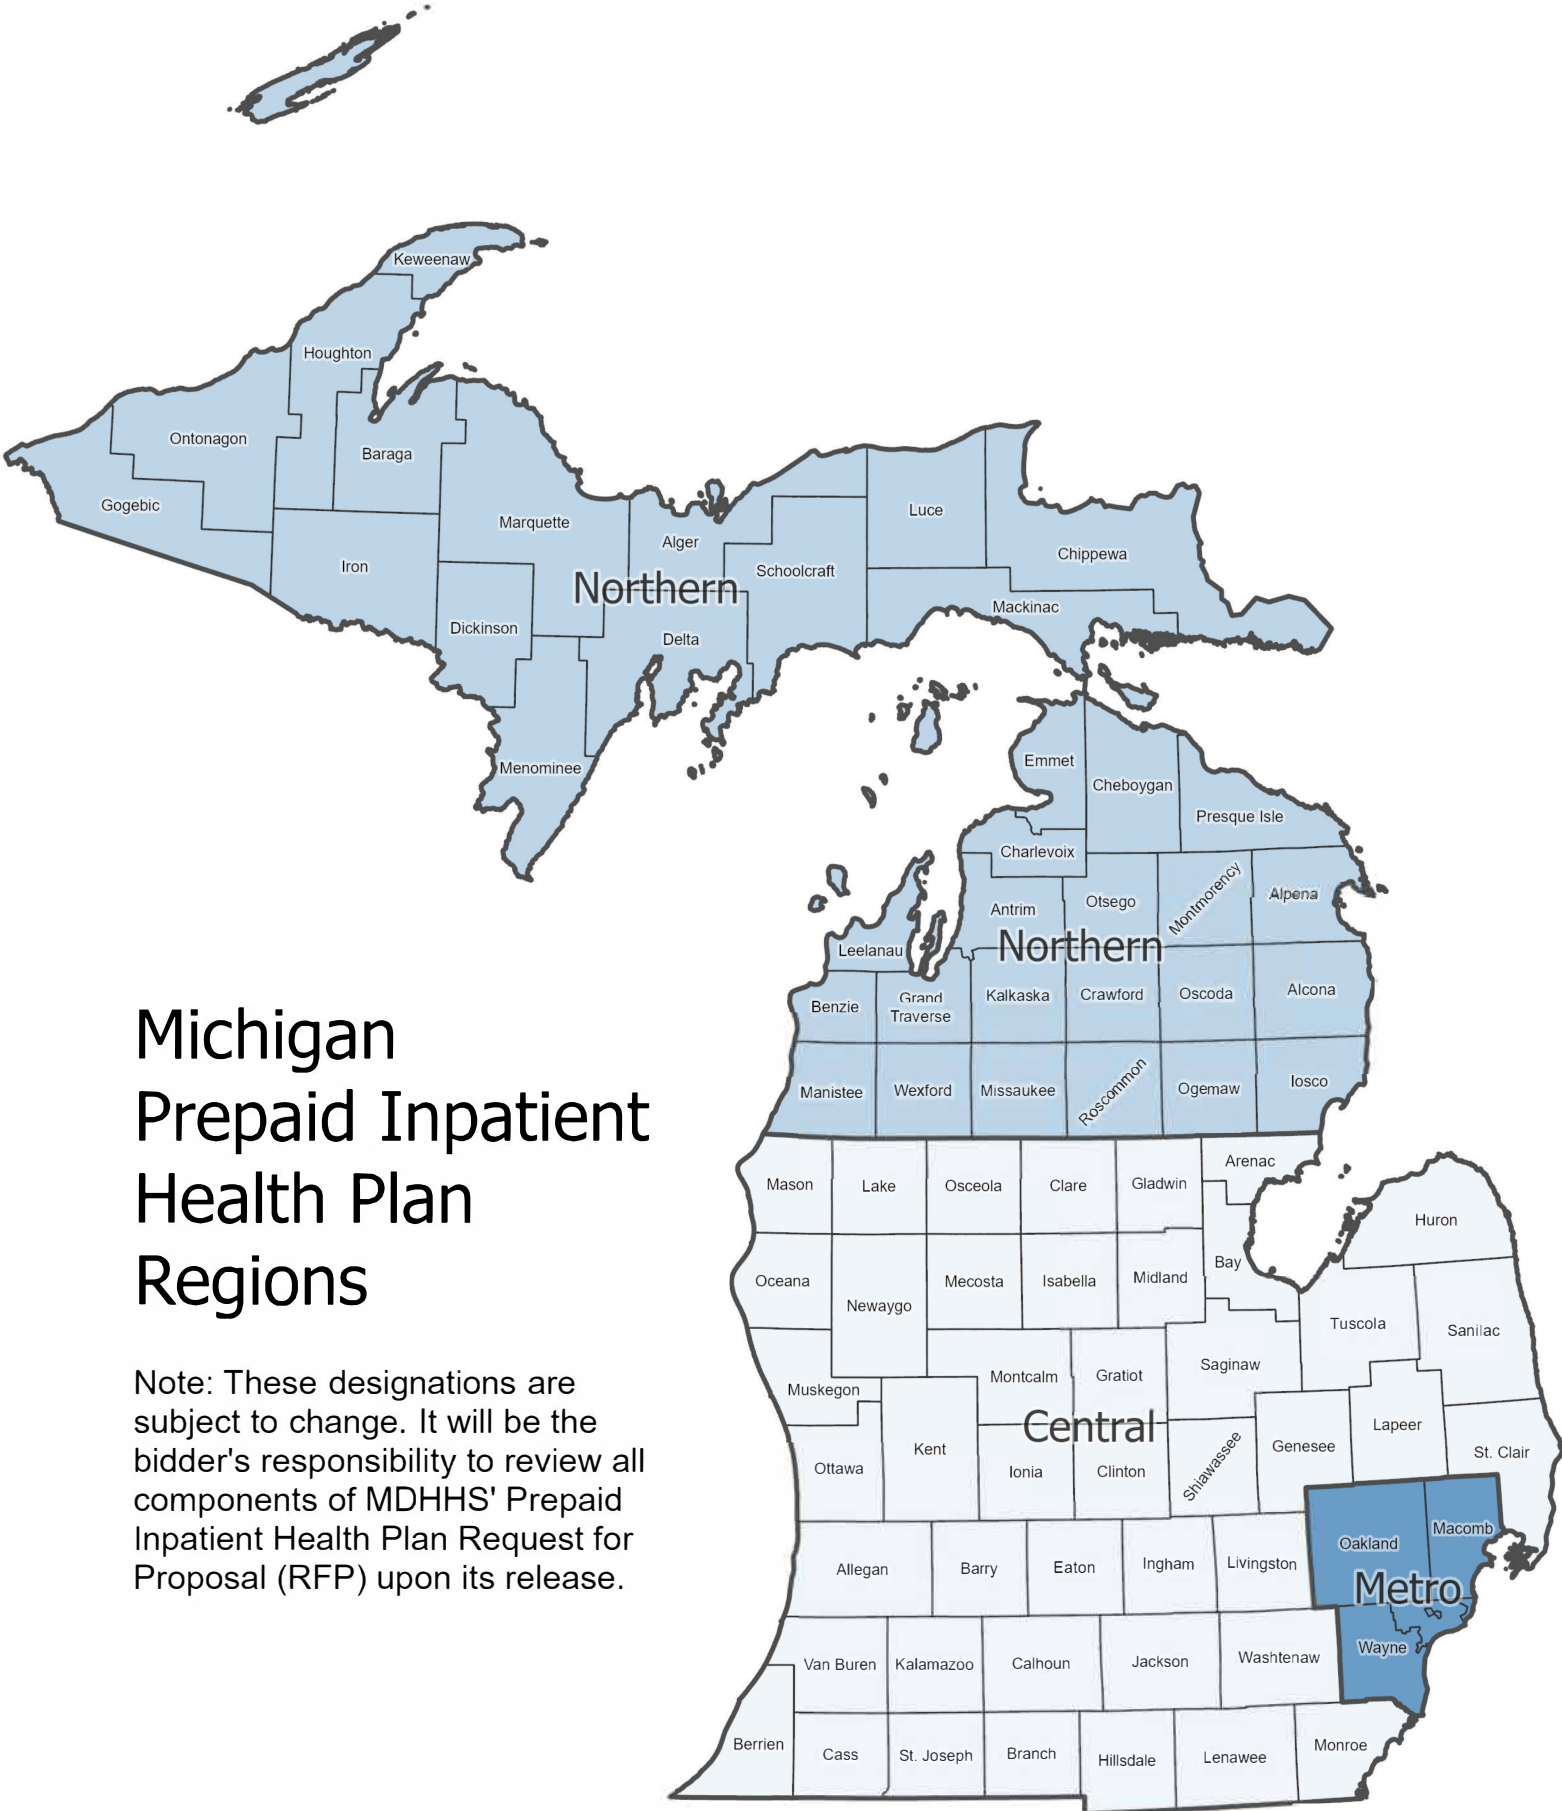 Keweenaw
Houghton
Ontonagon
Baraga
Gogebic
Luce
Marquette
Alger
Chippewa
Iron
Schoolcraft
Northern
Mackinac
Dickinson
Delta
Menominee
Emmet
Cheboygan
Presque Isle
Charlevoix
Montmorency
Alpena
Otsego
Antrim
Northern
Leelanau
Alcona
Kalkaska
Crawford
Oscoda
Grand
Traverse
Benzie
Iosco
Manistee
Wexford
Missaukee
Roscommon
Ogemaw
Michigan
Prepaid Inpatient
Health Plan
Regions
Note: These designations are
subject to change. It will be the
bidder's responsibility to review all
components of MDHHS' Prepaid
Inpatient Health Plan Request for
Proposal (RFP) upon its release.
Arenac
Mason
Lake
Osceola
Clare
Gladwin
Huron
Bay
Oceana
Newaygo
Mecosta
Isabella
Midland
Tuscola
Sanilac
Saginaw
Montcalm
Gratiot
Muskegon
Central
Lapeer
Kent
Genesee
St. Clair
Ottawa
Ionia
Clinton
Shiawassee
Macomb
Oakland
Metro
Allegan
Barry
Eaton
Ingham
Livingston
Wayne
Van Buren
Kalamazoo
Calhoun
Jackson
Washtenaw
Berrien
Cass
St. Joseph
Branch
Hillsdale
Lenawee
Monroe